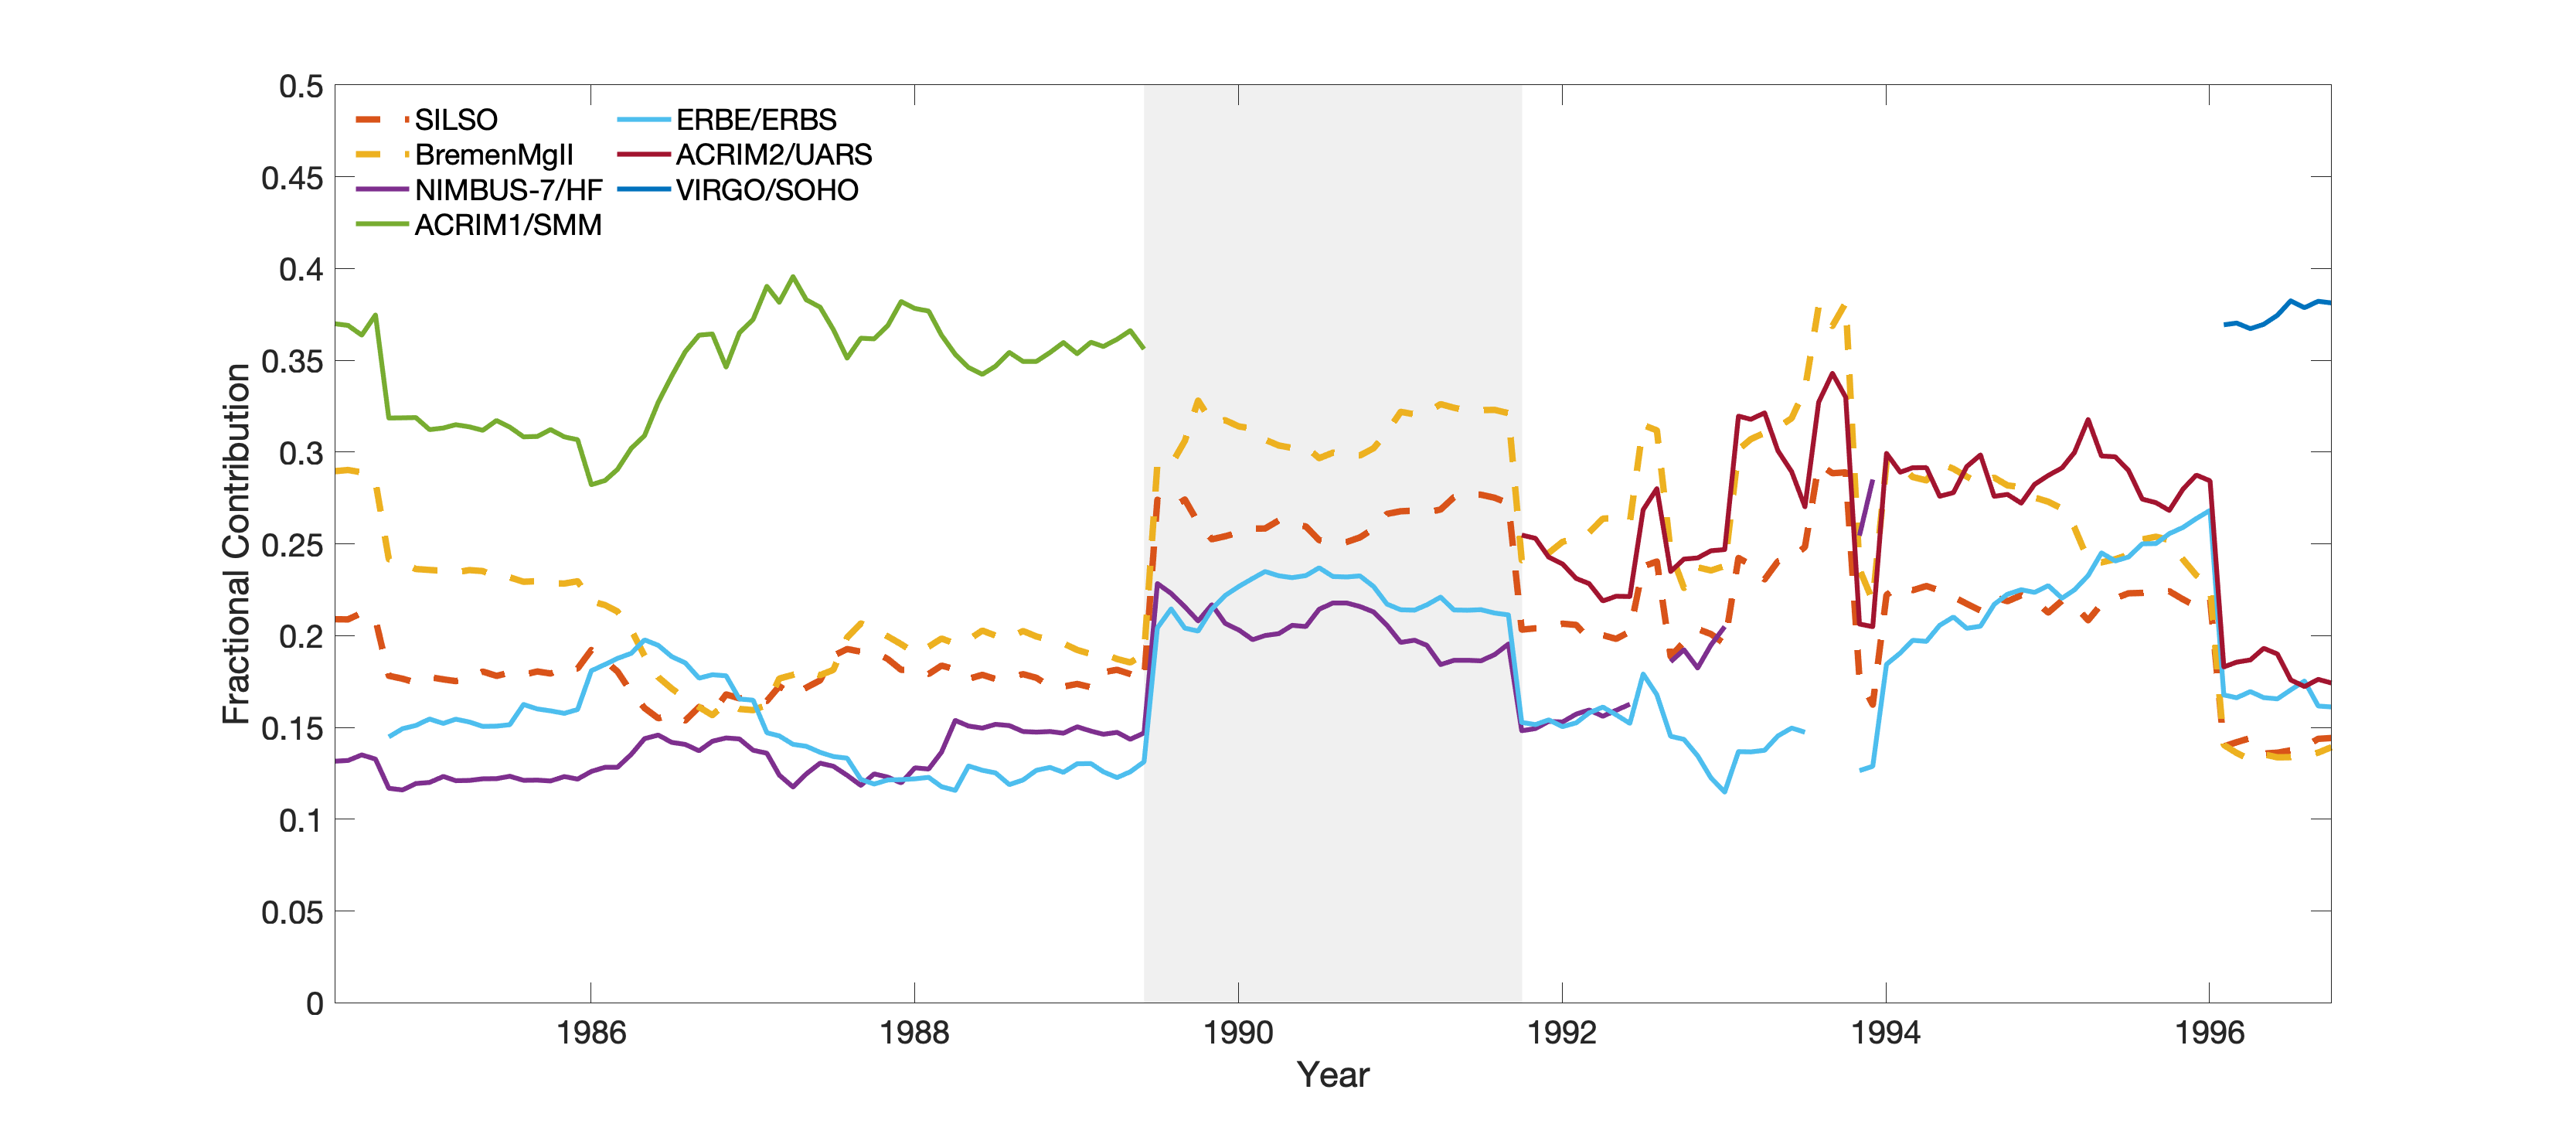 0.5
0.45
0.4
0.35
0.3
0.25
0.2
0.15
0.1
0.05
0
Fractional Contribution
SILSO
BremenMgII
NIMBUS-7/HF
ACRIM1/SMM
ERBE/ERBS
ACRIM2/UARS
VIRGO/SOHO
1986 1988 1990 1992 1994 1996
Year